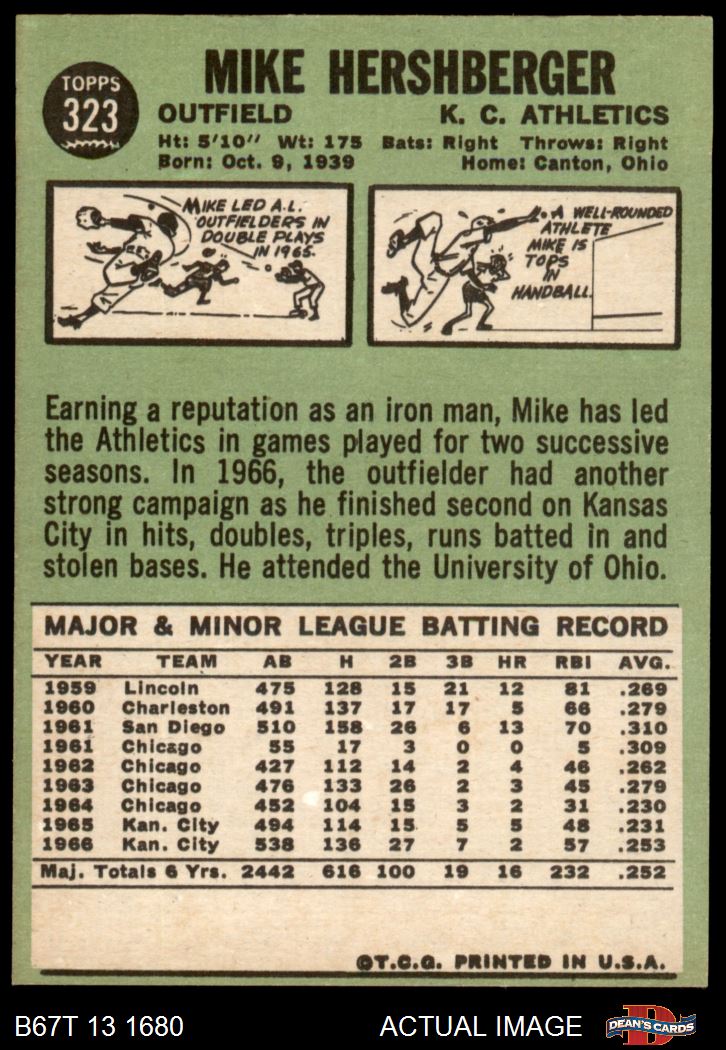 TOPPS
323
MIKE HERSHBERGER
OUTFIELD K. C. ATHLETICS
Ht: 5'10" Wt: 175 Bats: Right Throws: Right
Born: Oct. 9, 1939 Home: Canton, Ohio
MIKE LED A.L.
OUTFIELDERS IN
DOUBLE PLAYS
IN 1965.
A WELL-ROUNDED
ATHLETE
MIKE IS
TOPS
IN
HANDBALL.
Earning a reputation as an iron man, Mike has led
the Athletics in games played for two successive
seasons. In 1966, the outfielder had another
strong campaign as he finished second on Kansas
City in hits, doubles, triples, runs batted in and
stolen bases. He attended the University of Ohio.
MAJOR & MINOR LEAGUE BATTING RECORD
YEAR TEAM AB H 2B 3B HR RBI AVG.
1959 Lincoln 475 128 15 21 12 81 .269
1960 Charleston 491 137 17 17 5 66 .279
1961 San Diego 510 158 26 6 13 70 .310
1961 Chicago 55 17 3 0 0 5 .309
1962 Chicago 427 112 14 2 4 46 .262
1963 Chicago 476 133 26 2 3 45 .279
1964 Chicago 452 104 15 3 2 31 .230
1965 Kan. City 494 114 15 5 5 48 .231
1966 Kan. City 538 136 27 7 2 57 .253
Maj. Totals 6 Yrs. 2442 616 100 19 16 232 .252
©T.C.G. PRINTED IN U.S.A.
B67T 13 1680 ACTUAL IMAGE DEAN'S CARDS